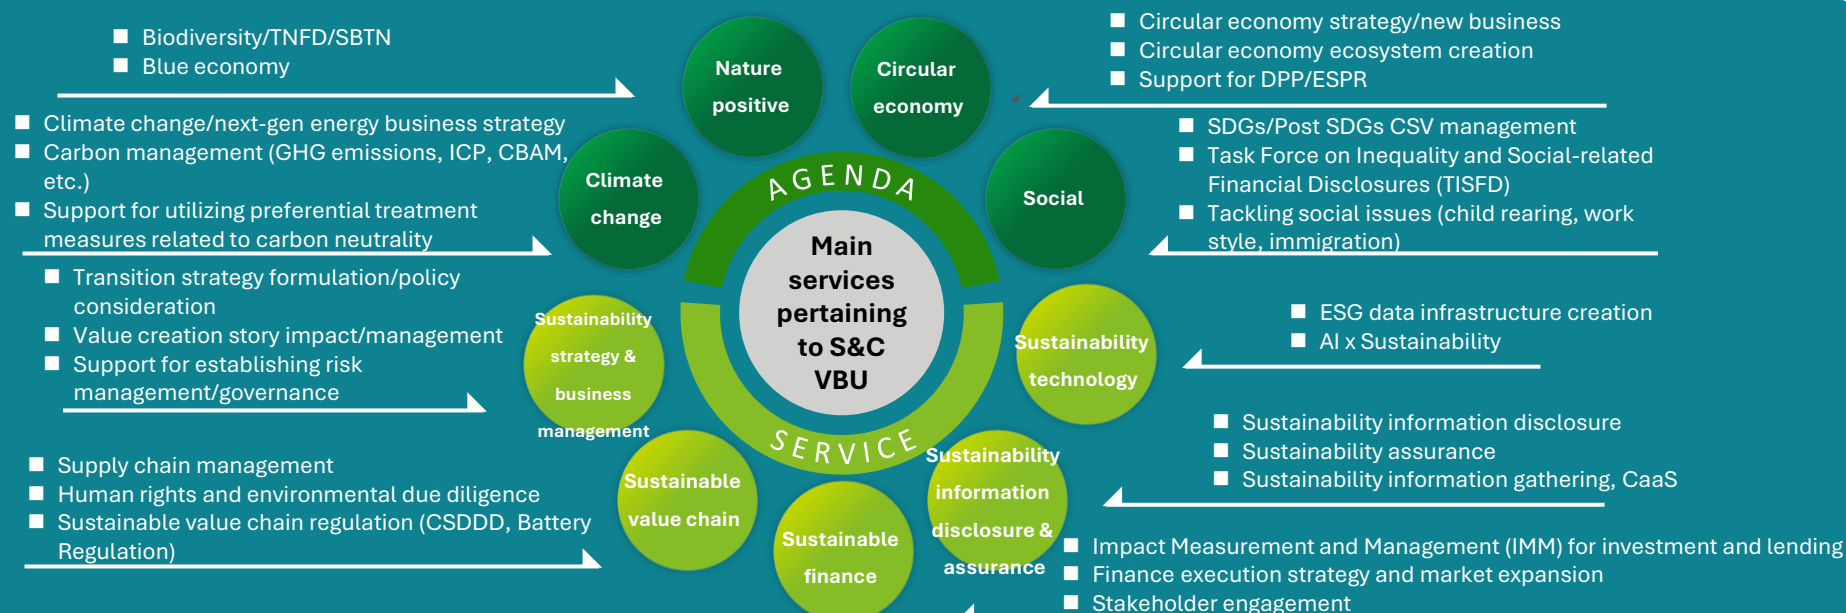 ■ Biodiversity/TNFD/SBTN
■ Blue economy
Nature
positive
Circular
economy
■ Circular economy strategy/new business
■ Circular economy ecosystem creation
■ Support for DPP/ESPR
■ Climate change/next-gen energy business strategy
■ Carbon management (GHG emissions, ICP, CBAM,
etc.)
■ Support for utilizing preferential treatment
measures related to carbon neutrality
Climate
change
AGENDA
Social
■ SDGs/Post SDGs CSV management
■ Task Force on Inequality and Social-related
Financial Disclosures (TISFD)
■ Tackling social issues (child rearing, work
style, immigration)
Main
services
pertaining
to S&C
VBU
■ Transition strategy formulation/policy
consideration
■ Value creation story impact/management
■ Support for establishing risk
management/governance
Sustainability
strategy &
business
management
Sustainability
technology
■ ESG data infrastructure creation
■ AI x Sustainability
SERVICE
■ Supply chain management
■ Human rights and environmental due diligence
■ Sustainable value chain regulation (CSDDD, Battery
Regulation)
Sustainable
value chain
Sustainable
finance
Sustainability
information
disclosure &
assurance
■ Sustainability information disclosure
■ Sustainability assurance
■ Sustainability information gathering, CaaS
■ Impact Measurement and Management (IMM) for investment and lending
■ Finance execution strategy and market expansion
■ Stakeholder engagement